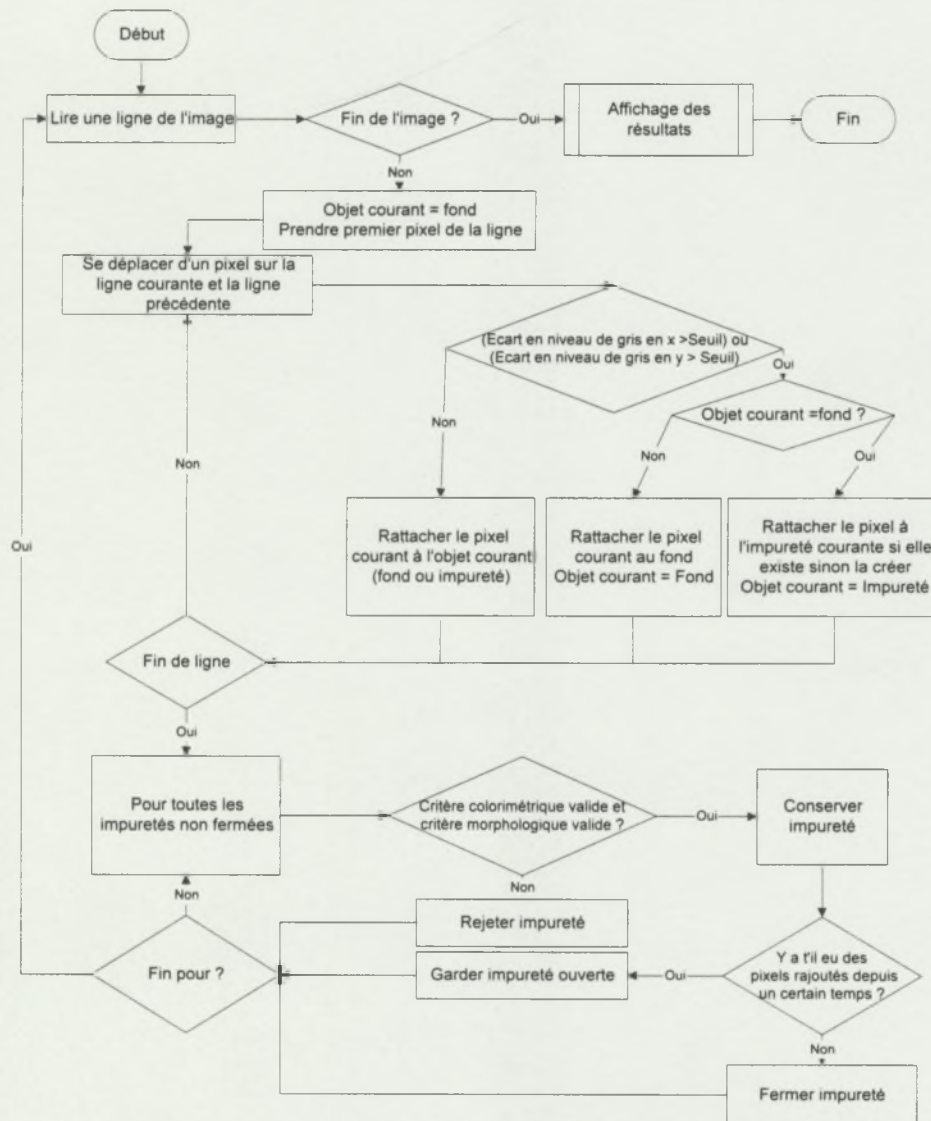 Début
Lire une ligne de l'image
Fin de l'image ?
Oui
Affichage des
résultats
Fin
Non
Objet courant = fond
Prendre premier pixel de la ligne
Se déplacer d'un pixel sur la
ligne courante et la ligne
précédente
(Ecart en niveau de gris en x >Seuil) ou
(Ecart en niveau de gris en y > Seuil)
Oui
Objet courant =fond ?
Non
Non
Oui
Non
Rattacher le pixel
courant à l'objet courant
(fond ou impureté)
Rattacher le pixel
courant au fond
Objet courant = Fond
Rattacher le pixel à
l'impureté courante si elle
existe sinon la créer
Objet courant = Impureté
Oui
Fin de ligne
Oui
Pour toutes les
impuretés non fermées
Critère colorimétrique valide et
critère morphologique valide ?
Oui
Conserver
impureté
Non
Non
Rejeter impureté
Fin pour ?
Garder impureté ouverte
Oui
Y a t'il eu des
pixels rajoutés depuis
un certain temps ?
Non
Fermer impureté